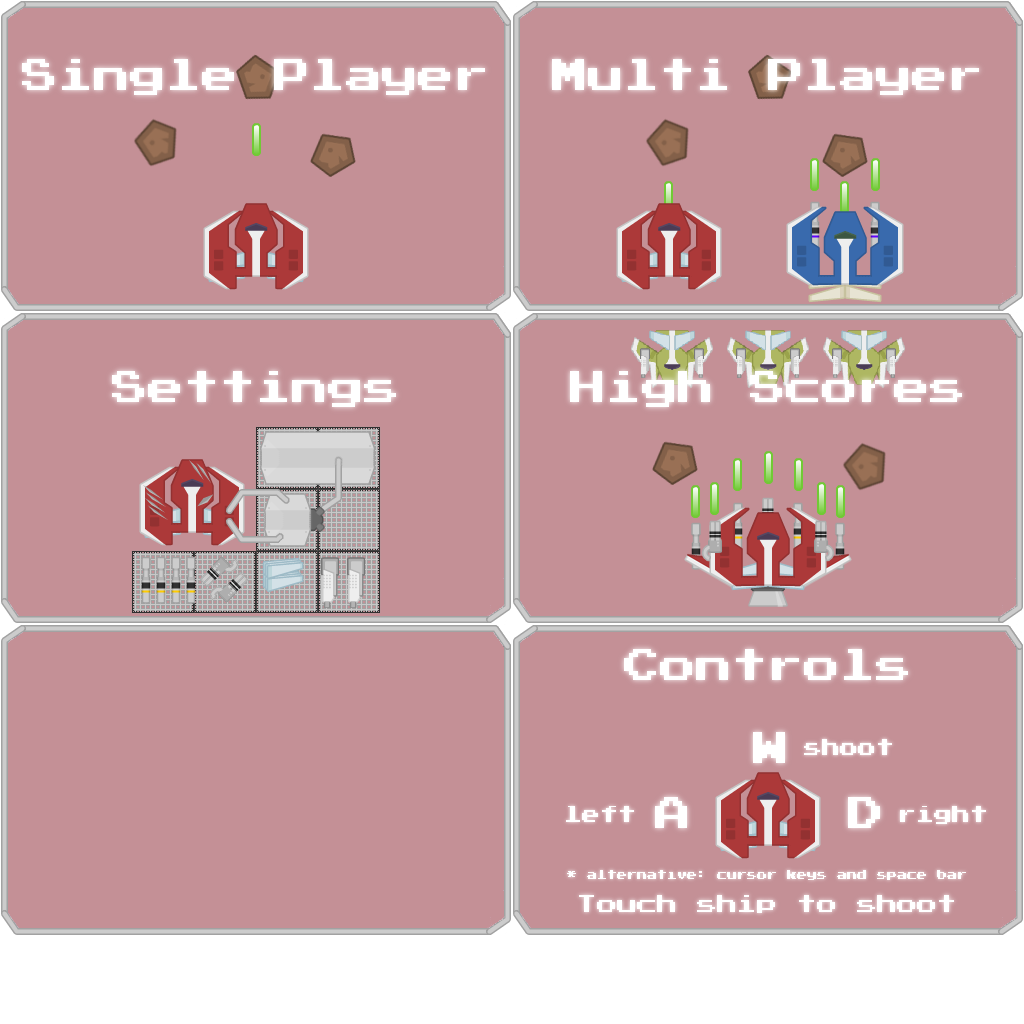 Single Player
Multi Player
Settings
High Scores
Controls
W shoot
left A D right
* alternative: cursor keys and space bar
Touch ship to shoot